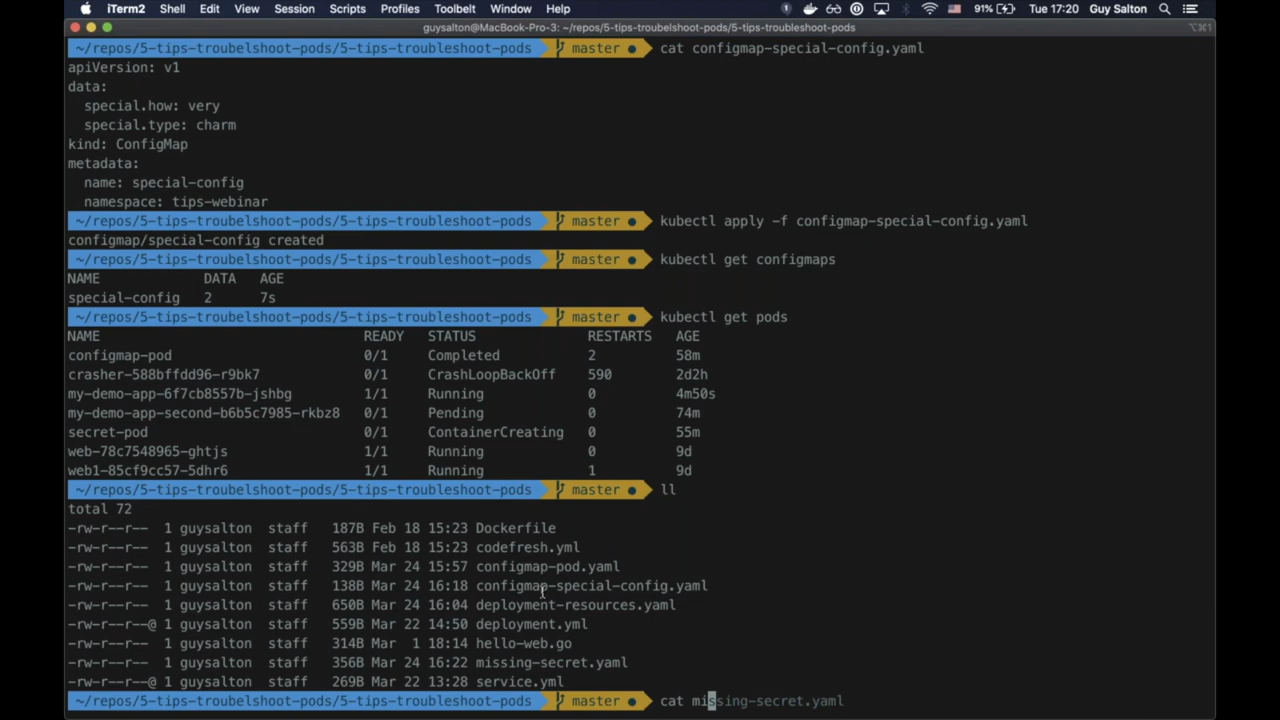 iTerm2 Shell Edit View Session Scripts Profiles Toolbelt Window Help 91% Tue 17:20 Guy Salton
guysalton@MacBook-Pro-3: ~/repos/5-tips-troubelshoot-pods/5-tips-troubleshoot-pods ⌥⌘1
~/repos/5-tips-troubelshoot-pods/5-tips-troubleshoot-pods master ● cat configmap-special-config.yaml
apiVersion: v1
data:
  special.how: very
  special.type: charm
kind: ConfigMap
metadata:
  name: special-config
  namespace: tips-webinar
~/repos/5-tips-troubelshoot-pods/5-tips-troubleshoot-pods master ● kubectl apply -f configmap-special-config.yaml
configmap/special-config created
~/repos/5-tips-troubelshoot-pods/5-tips-troubleshoot-pods master ● kubectl get configmaps
NAME DATA AGE
special-config 2 7s
~/repos/5-tips-troubelshoot-pods/5-tips-troubleshoot-pods master ● kubectl get pods
NAME READY STATUS RESTARTS AGE
configmap-pod 0/1 Completed 2 58m
crasher-588bffdd96-r9bk7 0/1 CrashLoopBackOff 590 2d2h
my-demo-app-6f7cb8557b-jshbg 1/1 Running 0 4m50s
my-demo-app-second-b6b5c7985-rkbz8 0/1 Pending 0 74m
secret-pod 0/1 ContainerCreating 0 55m
web-78c7548965-ghtjs 1/1 Running 0 9d
web1-85cf9cc57-5dhr6 1/1 Running 1 9d
~/repos/5-tips-troubelshoot-pods/5-tips-troubleshoot-pods master ● ll
total 72
-rw-r--r-- 1 guysalton staff 187B Feb 18 15:23 Dockerfile
-rw-r--r-- 1 guysalton staff 563B Feb 18 15:23 codefresh.yml
-rw-r--r-- 1 guysalton staff 329B Mar 24 15:57 configmap-pod.yaml
-rw-r--r-- 1 guysalton staff 138B Mar 24 16:18 configmap-special-config.yaml
-rw-r--r-- 1 guysalton staff 650B Mar 24 16:04 deployment-resources.yaml
-rw-r--r--@ 1 guysalton staff 559B Mar 22 14:50 deployment.yml
-rw-r--r-- 1 guysalton staff 314B Mar 1 18:14 hello-web.go
-rw-r--r-- 1 guysalton staff 356B Mar 24 16:22 missing-secret.yaml
-rw-r--r--@ 1 guysalton staff 269B Mar 22 13:28 service.yml
~/repos/5-tips-troubelshoot-pods/5-tips-troubleshoot-pods master ● cat missing-secret.yaml